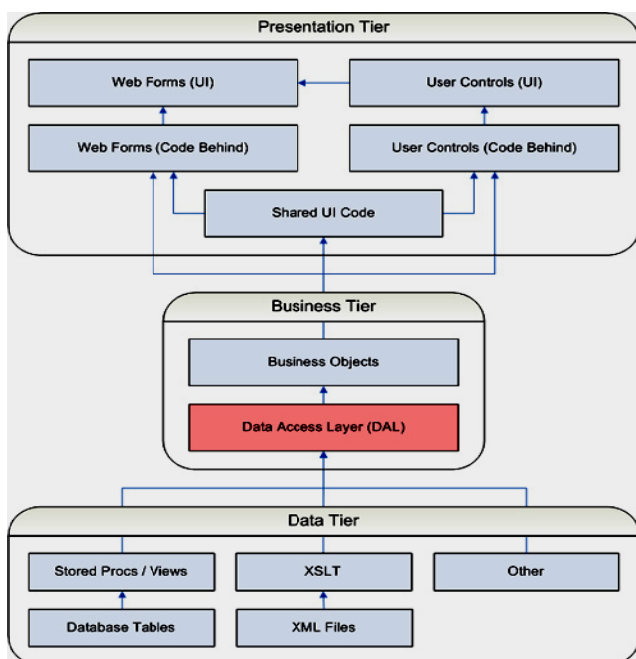 Presentation Tier
Web Forms (UI)
User Controls (UI)
Web Forms (Code Behind)
User Controls (Code Behind)
Shared UI Code
Business Tier
Business Objects
Data Access Layer (DAL)
Data Tier
Stored Procs / Views
XSLT
Other
Database Tables
XML Files